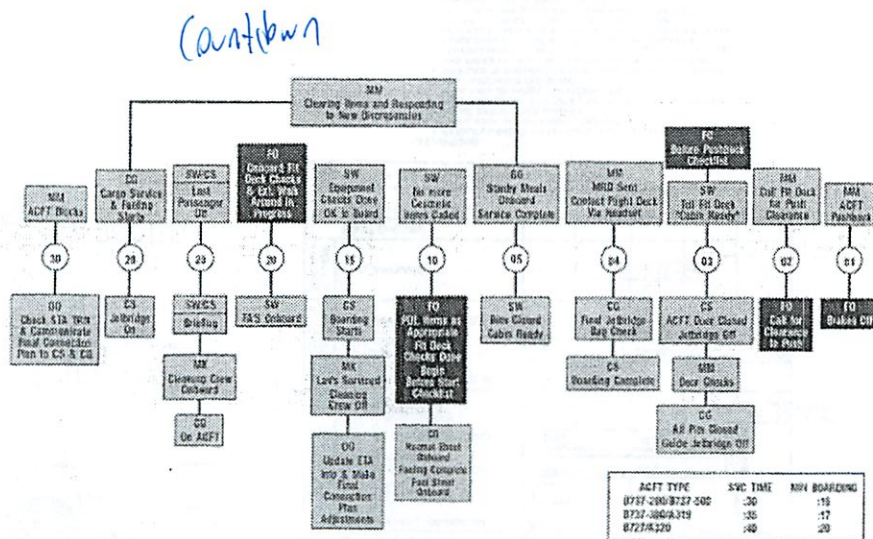 Countdown
MM
Clearing Items and Responding
to New Discrepancies
FO
Before Pushback
Checklist
MM
ACFT Blocks
CG
Cargo Service
& Fueling
Starts
SW/CS
Last
Passenger
Off
FO
Onboard Flt
Deck Checks
& Ext. Walk
Around In-
Progress
SW
Equipment
Checks Done
OK to Board
SW
No more
Cosmetic
Items Called
CG
Standby Meals
Onboard
Service Complete
MM
MRD Sent
Contact Flight Deck
Via Headset
SW
Tell Flt Deck
"Cabin Ready"
MM
Call Flt Deck
for Push
Clearance
MM
ACFT
Pushback
30
28
23
20
15
10
05
04
03
02
01
OO
Check STA TRN
& Communicate
Final Connection
Plan to CS & CG
CS
Jetbridge
On
SW/CS
Briefing
MX
Cleaning Crew
Onboard
CG
On ACFT
SW
FA'S Onboard
CS
Boarding
Starts
MX
Lav's Serviced
Cleaning
Crew Off
OO
Update ETA
Info & Make
Final
Connection
Plan
Adjustments
FO
PDL Items as
Appropriate
Flt Deck
Checks Done
Begin
Before Start
Checklist
CG
Onboard
Fueling Complete
Fuel Sheet
Onboard
SW
Bins Closed
Cabin Ready
CG
Final Jetbridge
Bag Check
CS
Boarding Complete
CS
ACFT Door Closed
Jetbridge Off
MM
Door Checks
CG
All Pits Closed
Guide Jetbridge Off
FO
Call for
Clearance
to Push
FO
Brakes Off
ACFT TYPE SVC TIME MIN BOARDING
B737-200/B737-500 :30 :15
B737-300/A319 :35 :17
B727/A320 :40 :20